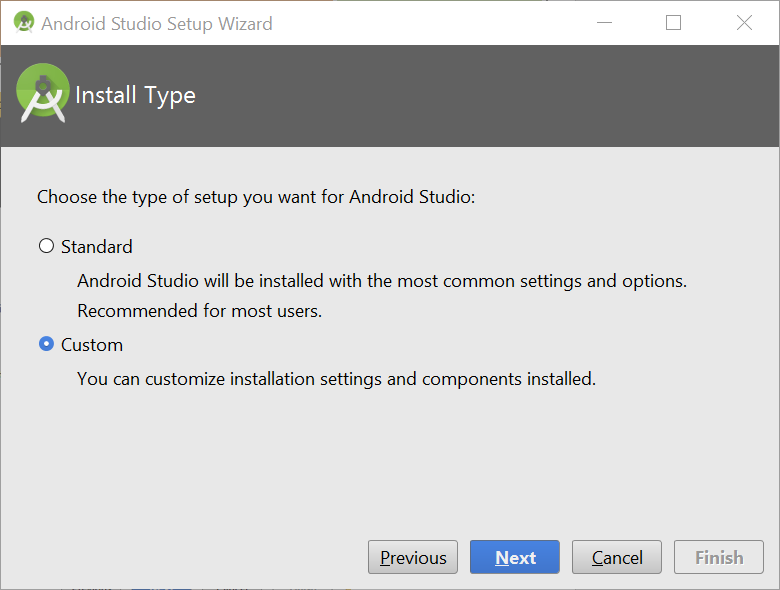 Android Studio Setup Wizard
Install Type
Choose the type of setup you want for Android Studio:
Standard
Android Studio will be installed with the most common settings and options.
Recommended for most users.
Custom
You can customize installation settings and components installed.
Previous Next Cancel Finish